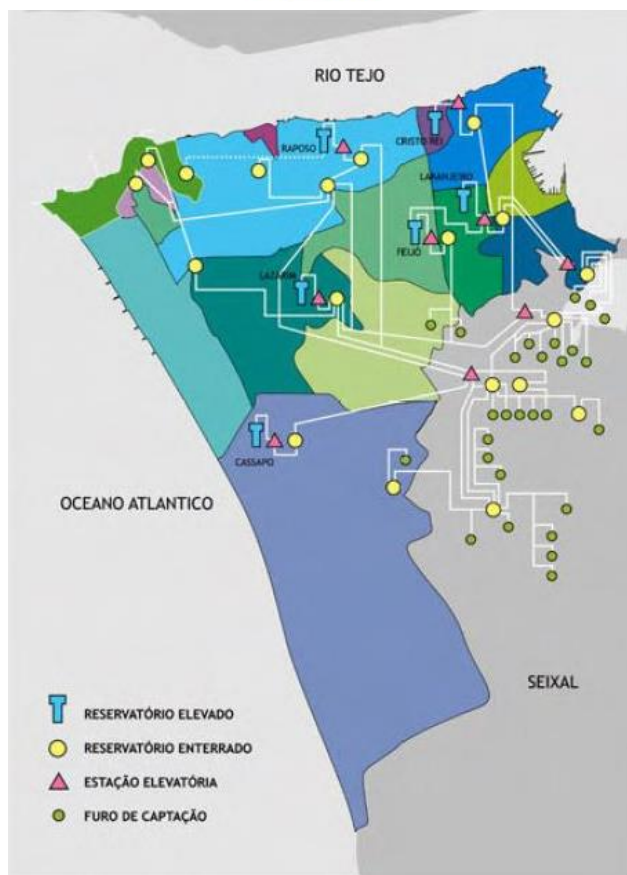 RIO TEJO
RAPOSO
CRISTO REI
LARANJEIRO
FEIJÓ
LAZARIM
CASSAPO
OCEANO ATLANTICO
SEIXAL
RESERVATÓRIO ELEVADO
RESERVATÓRIO ENTERRADO
ESTAÇÃO ELEVATÓRIA
FURO DE CAPTAÇÃO